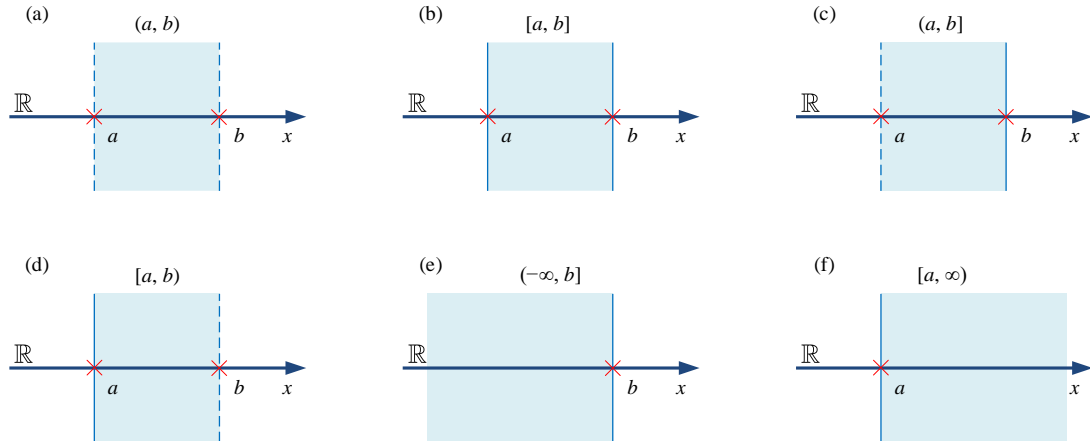 (a)
(a, b)
ℝ
a
b
x
(b)
[a, b]
ℝ
a
b
x
(c)
(a, b]
ℝ
a
b
x
(d)
[a, b)
ℝ
a
b
x
(e)
(−∞, b]
ℝ
b
x
(f)
[a, ∞)
ℝ
a
x